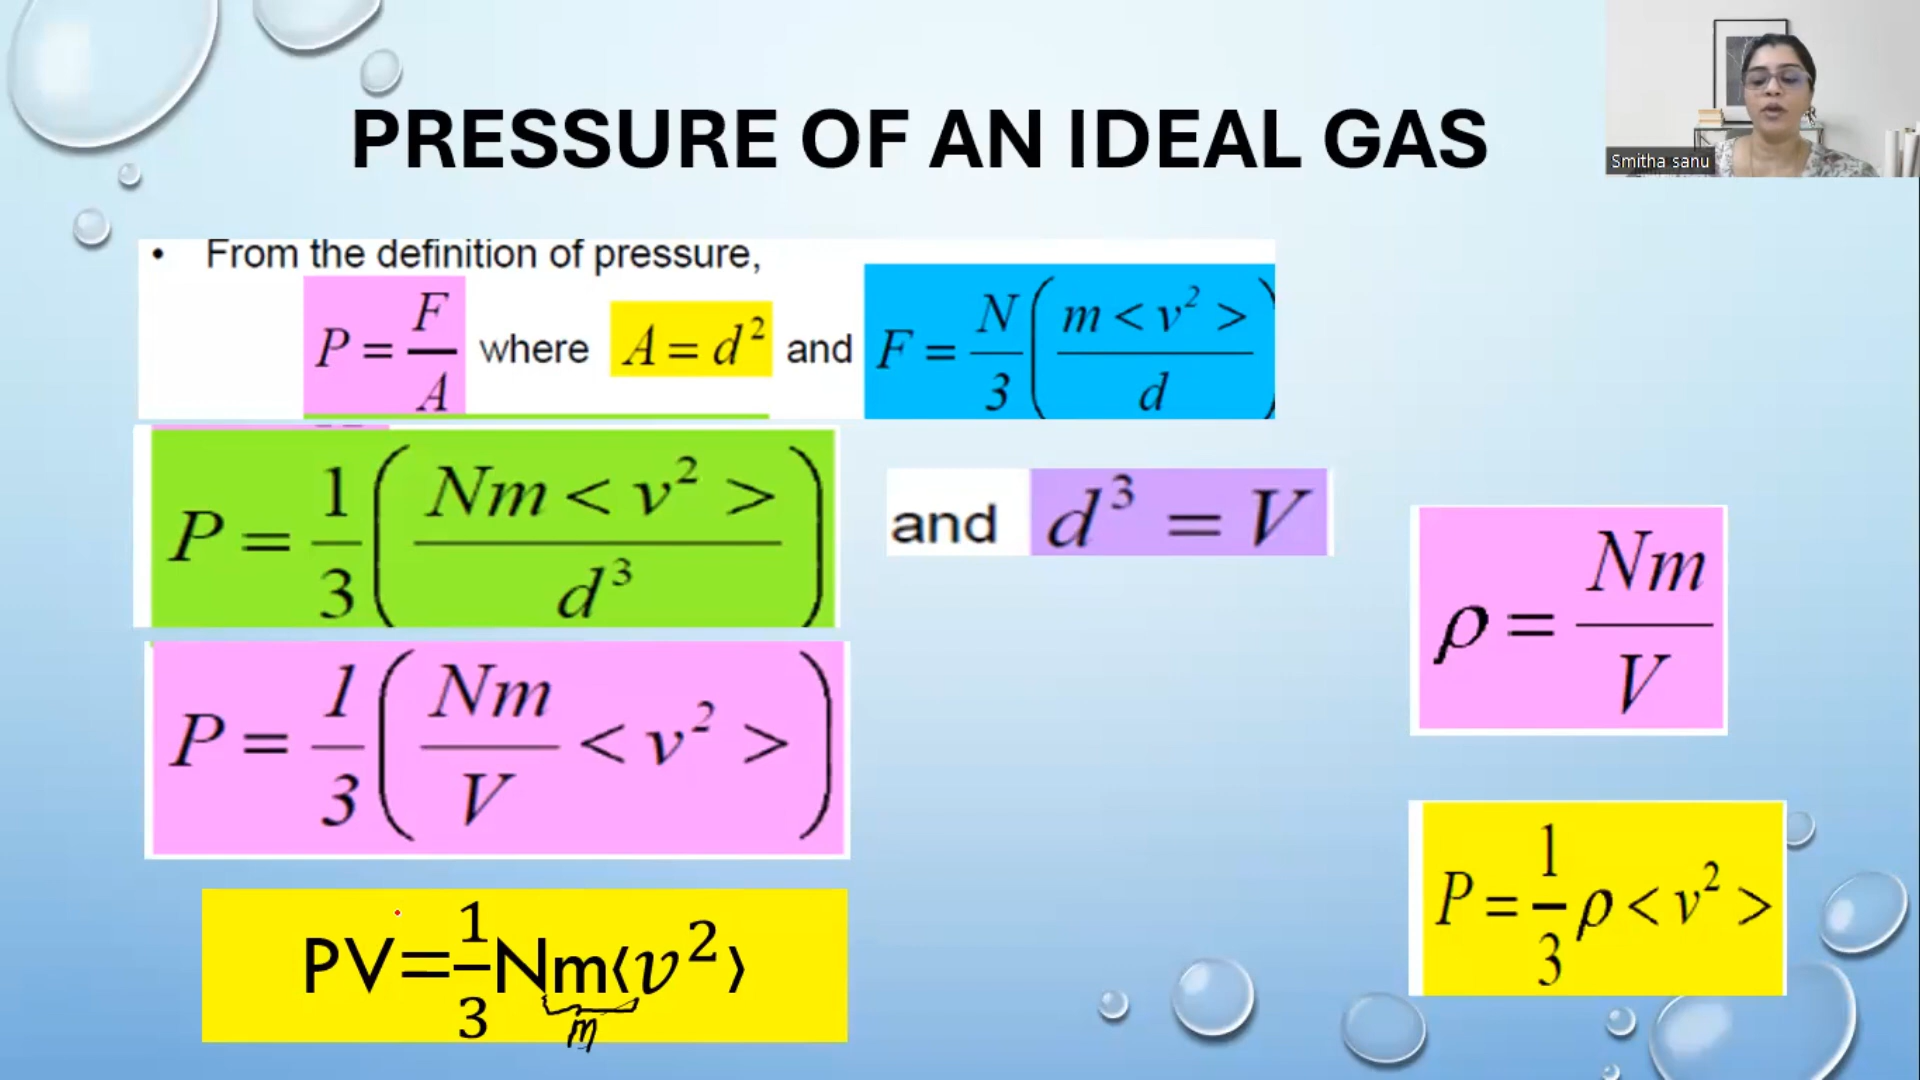 PRESSURE OF AN IDEAL GAS
Smitha sanu
• From the definition of pressure,
P = F/A where A = d² and F = N/3 (m < v² > / d)
P = 1/3 (Nm < v² > / d³) and d³ = V
ρ = Nm/V
P = 1/3 (Nm/V < v² >)
P = 1/3 ρ < v² >
PV=1/3 Nm⟨v²⟩
m